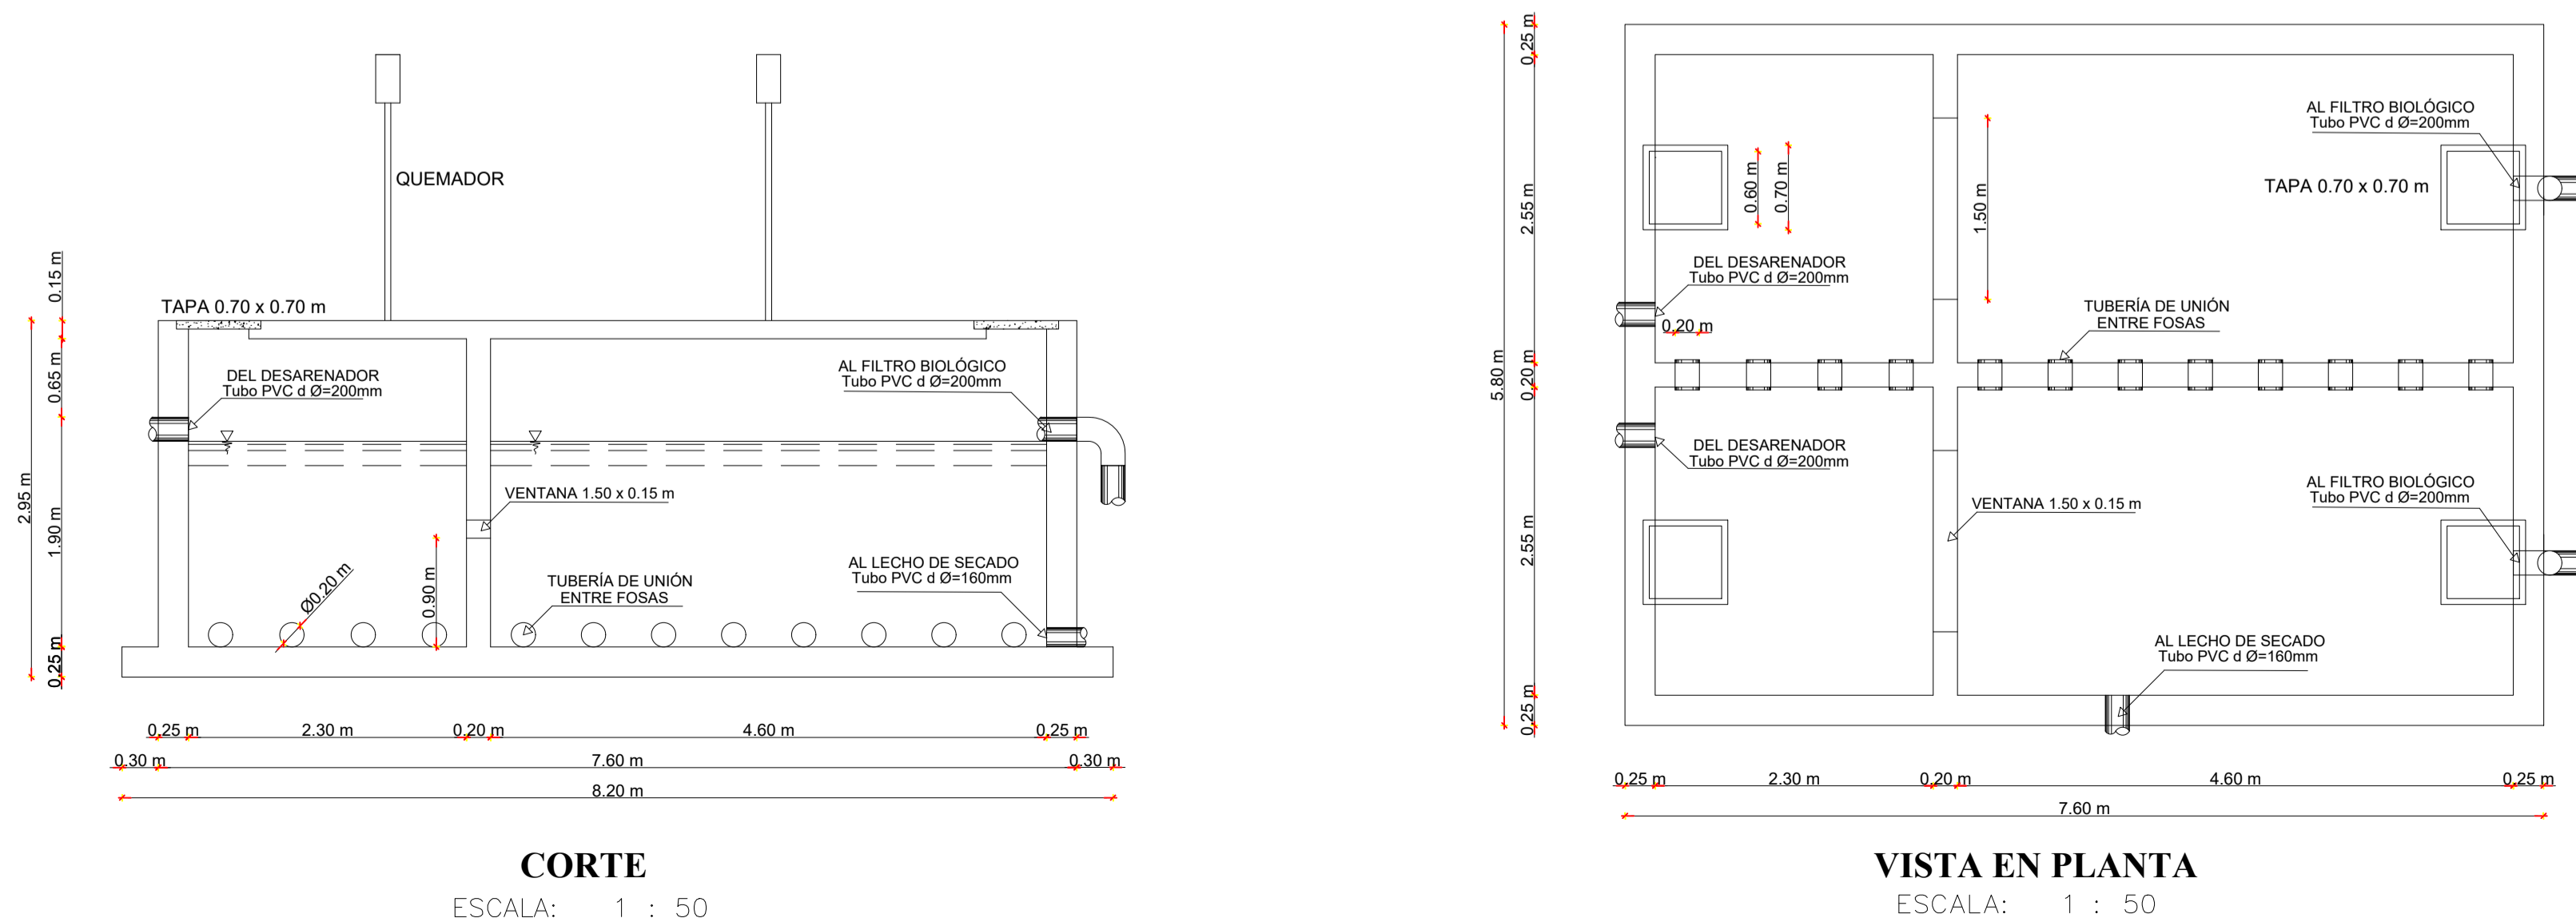 QUEMADOR
0.15 m
TAPA 0.70 x 0.70 m
0.65 m
DEL DESARENADOR
Tubo PVC d Ø=200mm
AL FILTRO BIOLÓGICO
Tubo PVC d Ø=200mm
2.95 m
1.90 m
VENTANA 1.50 x 0.15 m
Ø0.20 m
0.90 m
TUBERÍA DE UNIÓN
ENTRE FOSAS
AL LECHO DE SECADO
Tubo PVC d Ø=160mm
0.25 m
0.25 m
2.30 m
0.20 m
4.60 m
0.25 m
0.30 m
7.60 m
0.30 m
8.20 m
CORTE
ESCALA: 1 : 50
0.25 m
AL FILTRO BIOLÓGICO
Tubo PVC d Ø=200mm
TAPA 0.70 x 0.70 m
0.60 m
0.70 m
1.50 m
2.55 m
DEL DESARENADOR
Tubo PVC d Ø=200mm
0.20 m
TUBERÍA DE UNIÓN
ENTRE FOSAS
5.80 m
0.20 m
DEL DESARENADOR
Tubo PVC d Ø=200mm
AL FILTRO BIOLÓGICO
Tubo PVC d Ø=200mm
VENTANA 1.50 x 0.15 m
2.55 m
AL LECHO DE SECADO
Tubo PVC d Ø=160mm
0.25 m
0.25 m
2.30 m
0.20 m
4.60 m
0.25 m
7.60 m
VISTA EN PLANTA
ESCALA: 1 : 50